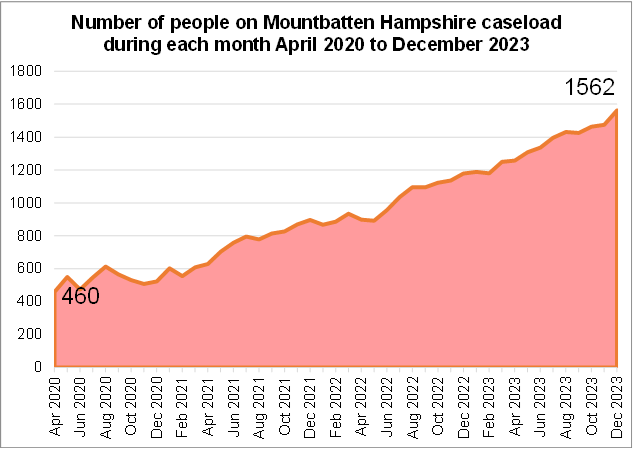 Number of people on Mountbatten Hampshire caseload
during each month April 2020 to December 2023
1800
1600
1400
1200
1000
800
600
400
200
0
1562
460
Apr 2020
Jun 2020
Aug 2020
Oct 2020
Dec 2020
Feb 2021
Apr 2021
Jun 2021
Aug 2021
Oct 2021
Dec 2021
Feb 2022
Apr 2022
Jun 2022
Aug 2022
Oct 2022
Dec 2022
Feb 2023
Apr 2023
Jun 2023
Aug 2023
Oct 2023
Dec 2023